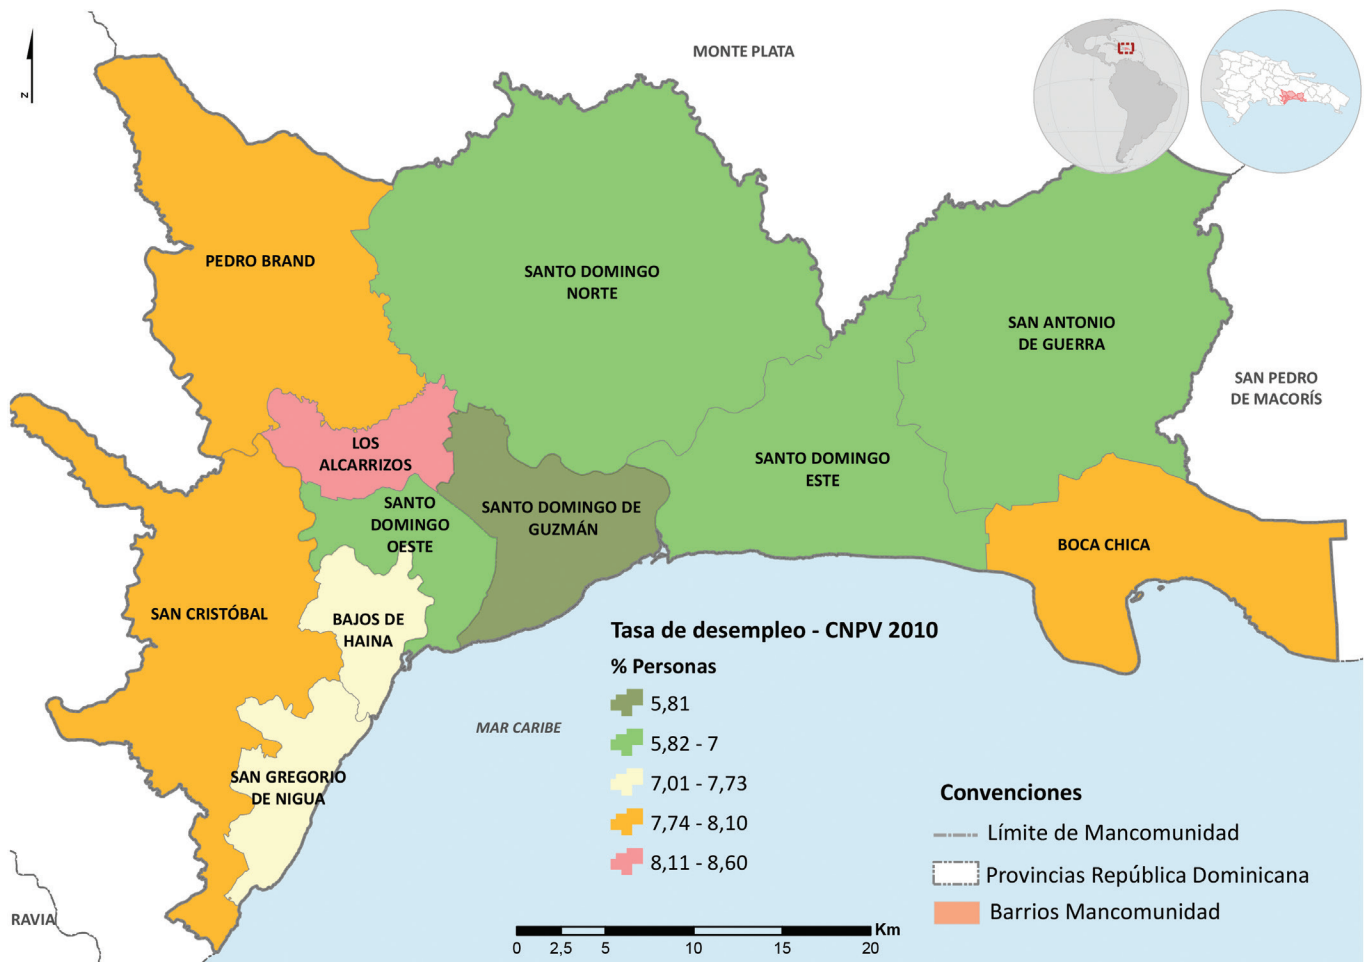 MONTE PLATA
N
PEDRO BRAND
SANTO DOMINGO
NORTE
SAN ANTONIO
DE GUERRA
SAN PEDRO
DE MACORÍS
LOS
ALCARRIZOS
SANTO DOMINGO
ESTE
SANTO
DOMINGO
OESTE
SANTO DOMINGO DE
GUZMÁN
BOCA CHICA
SAN CRISTÓBAL
BAJOS DE
HAINA
SAN GREGORIO
DE NIGUA
MAR CARIBE
RAVIA
Tasa de desempleo - CNPV 2010
% Personas
5,81
5,82 - 7
7,01 - 7,73
7,74 - 8,10
8,11 - 8,60
Convenciones
Límite de Mancomunidad
Provincias República Dominicana
Barrios Mancomunidad
Km
0 2,5 5 10 15 20